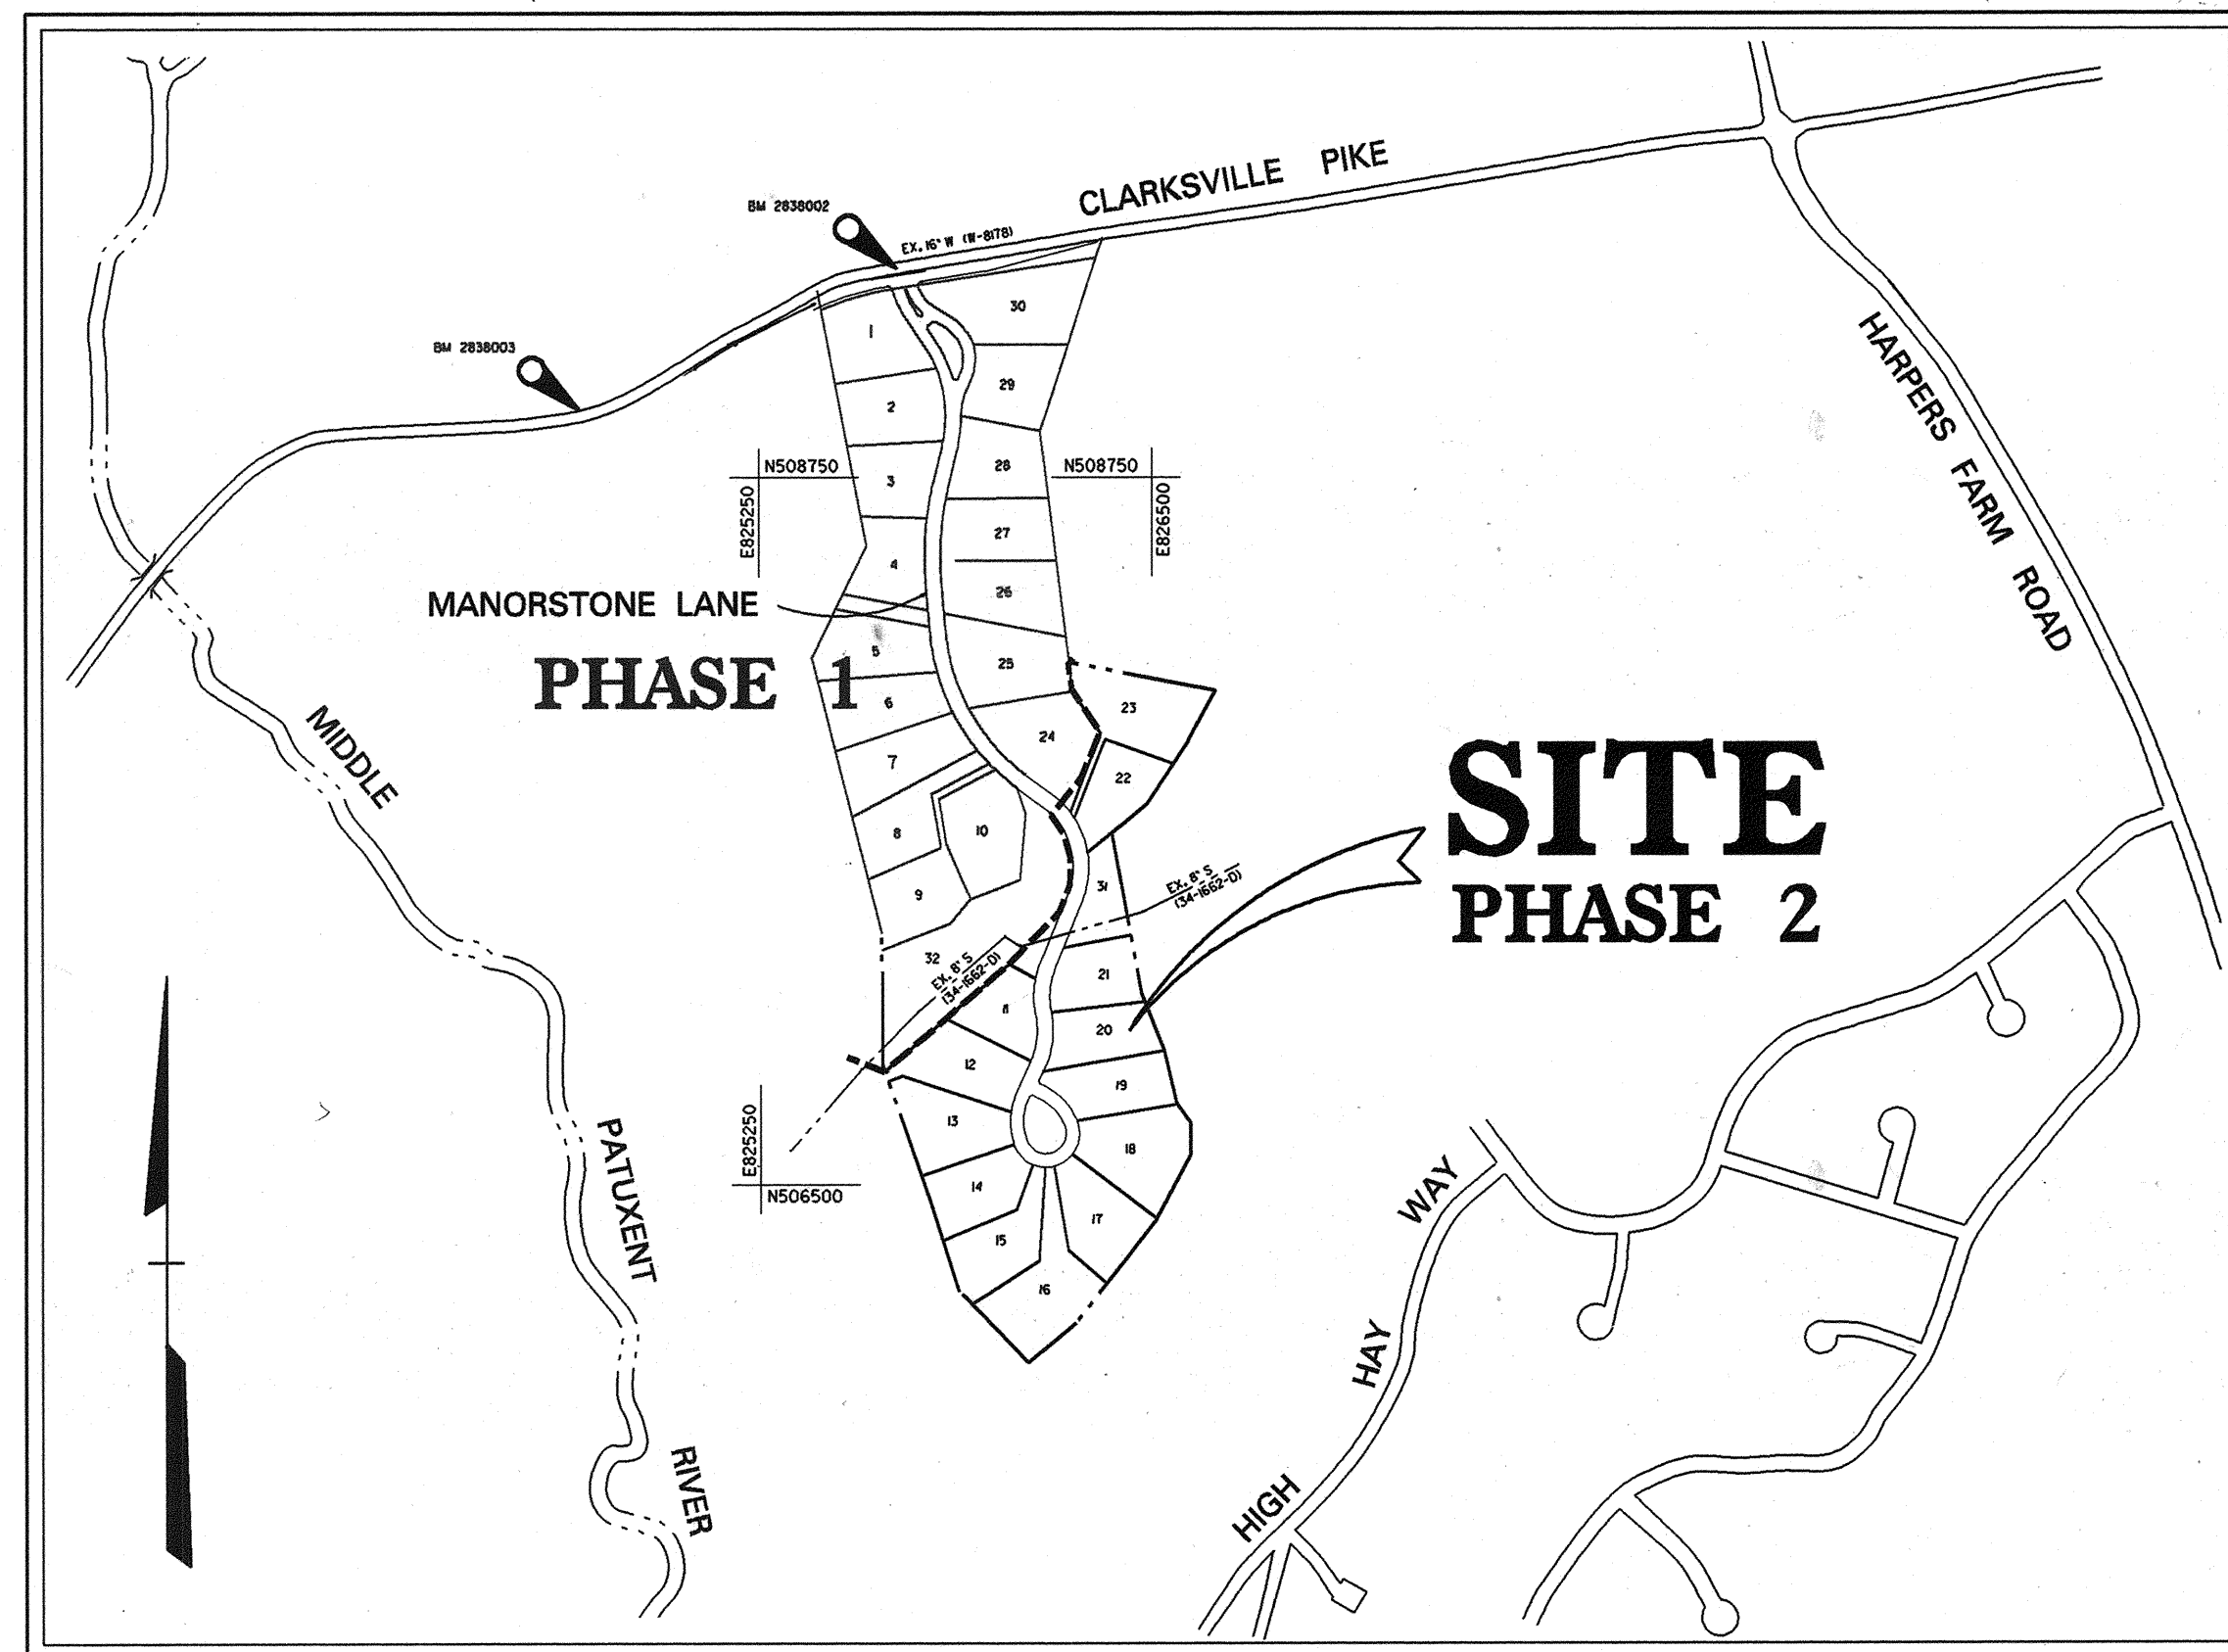 CLARKSVILLE PIKE
BM 2838002
EX. 16" W (W-8178)
30
1
HARPERS FARM ROAD
BM 2838003
29
2
N508750
28
N508750
3
E825250
E826500
27
4
26
MANORSTONE LANE
5
25
PHASE 1
6
23
24
MIDDLE
7
22
SITE
8
10
PHASE 2
31
EX. 8" S
(34-1662-D)
9
32
EX. 8" S
(34-1662-D)
21
11
20
12
19
13
E825250
PATUXENT
18
14
N506500
17
15
16
HIGH HAY WAY
RIVER